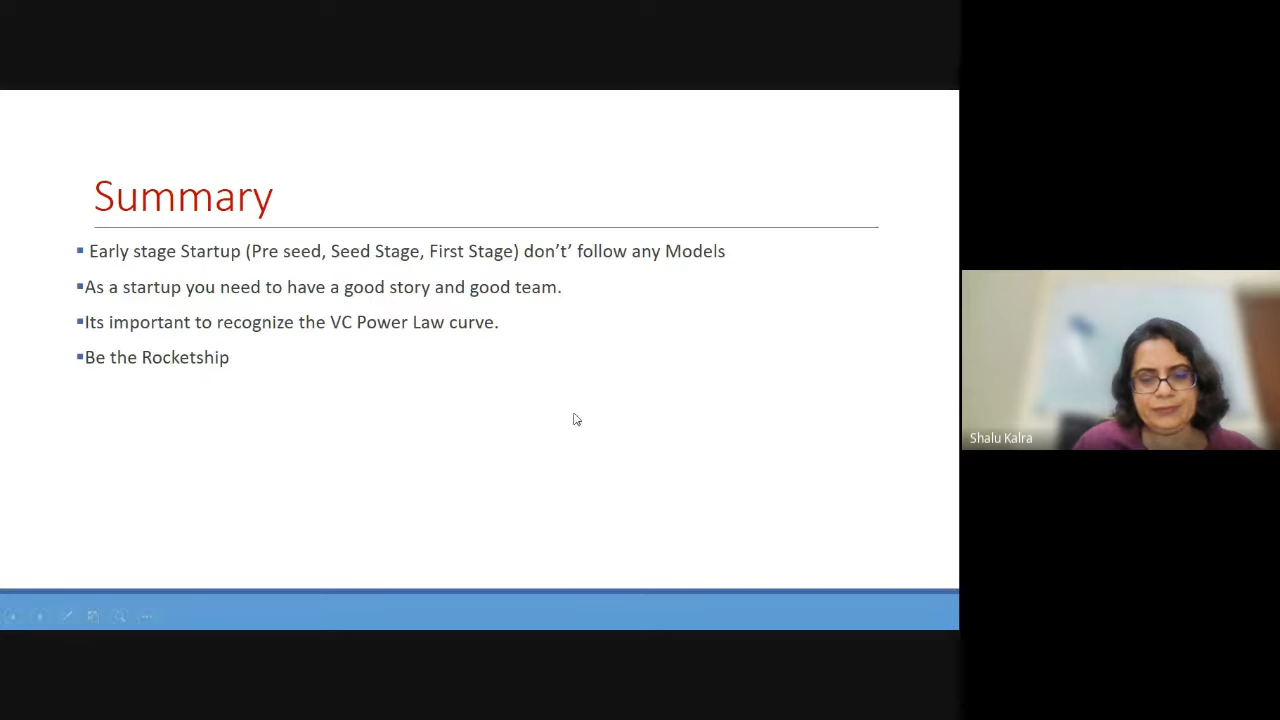 Summary
Early stage Startup (Pre seed, Seed Stage, First Stage) don’t’ follow any Models
As a startup you need to have a good story and good team.
Its important to recognize the VC Power Law curve.
Be the Rocketship
Shalu Kalra